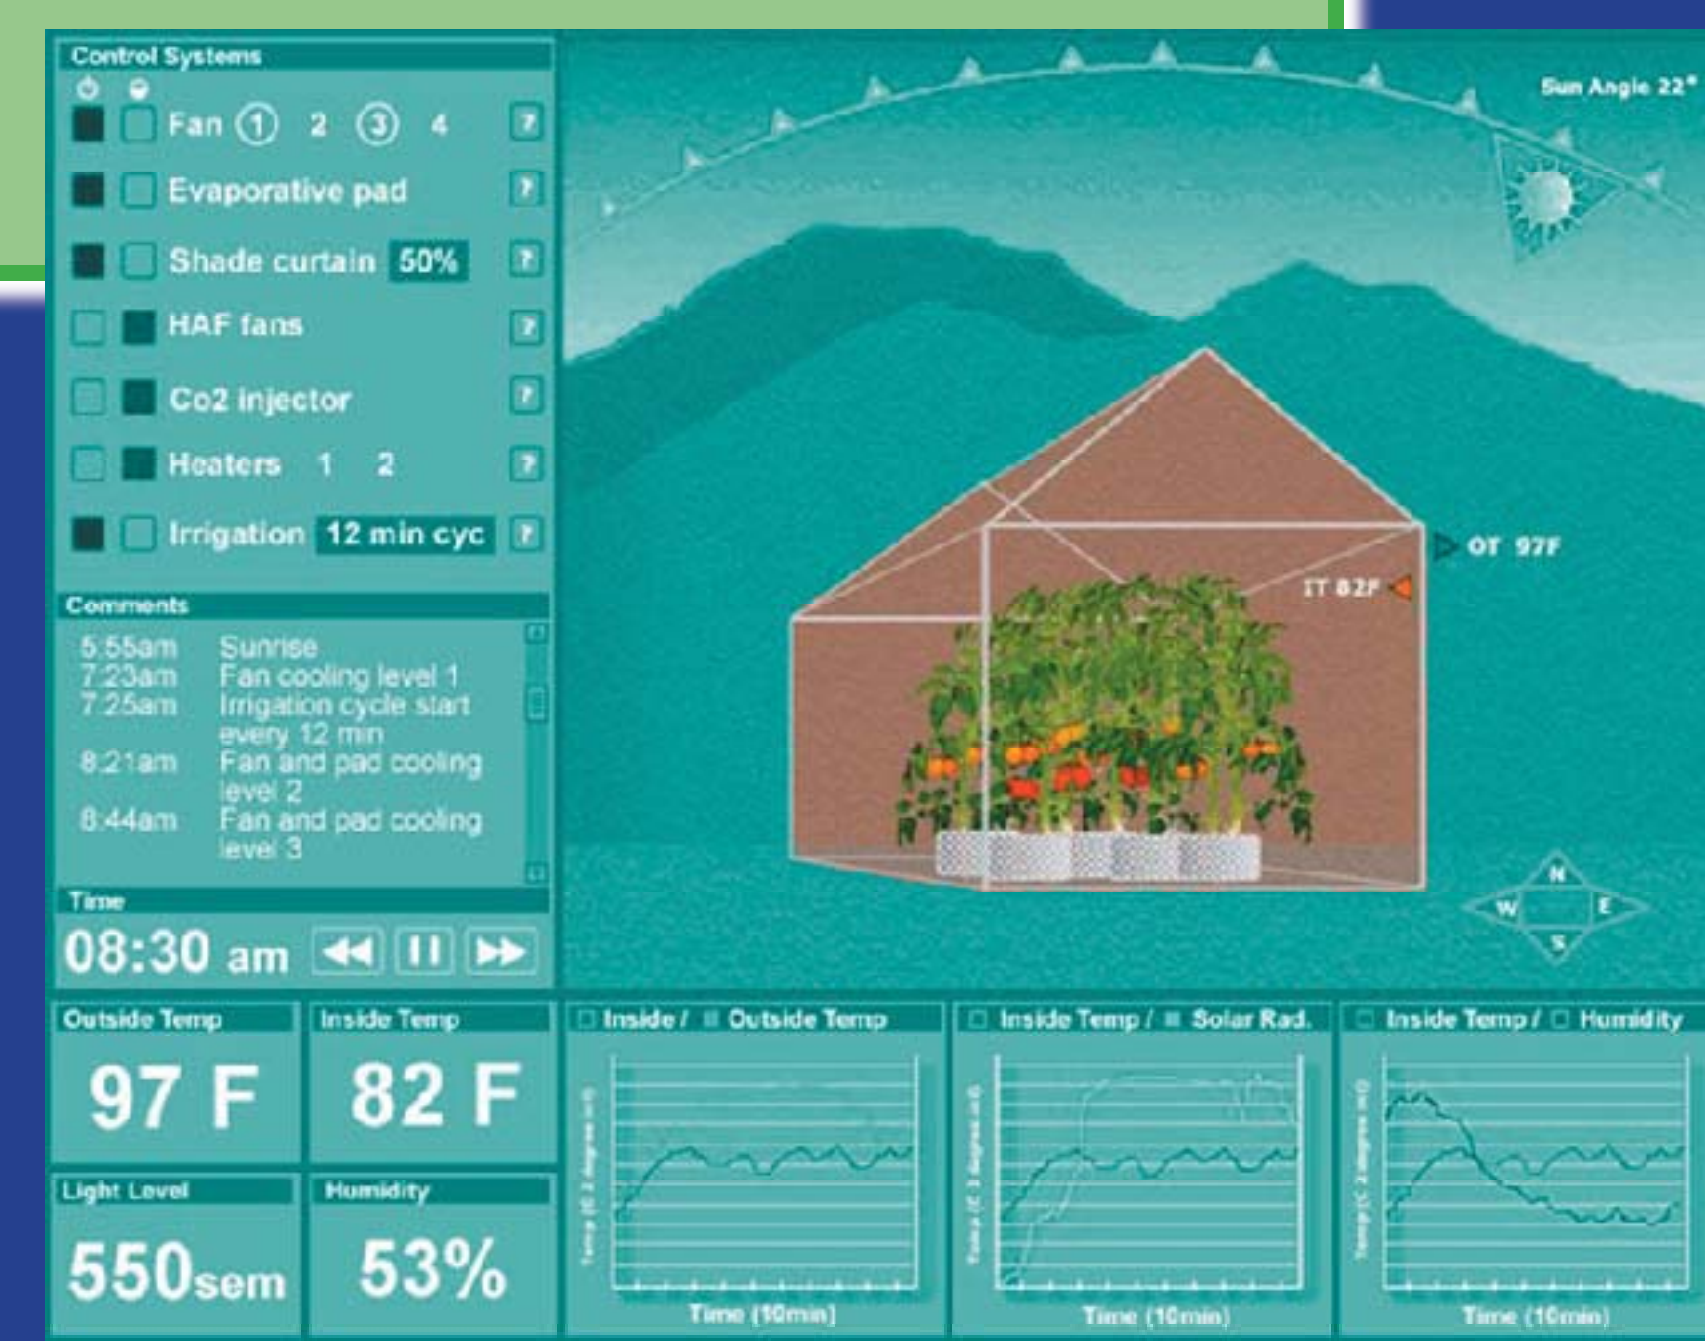 Control Systems
Fan 1 2 3 4 ?
Evaporative pad ?
Shade curtain 50% ?
HAF fans ?
Co2 injector ?
Heaters 1 2 ?
Irrigation 12 min cyc ?
Comments
5:55am Sunrise
7:23am Fan cooling level 1
7:25am Irrigation cycle start
every 12 min
8:21am Fan and pad cooling
level 2
8:44am Fan and pad cooling
level 3
Time
08:30 am
Sun Angle 22°
OT 97F
IT 82F
N
W E
S
Outside Temp
97 F
Inside Temp
82 F
Light Level
550sem
Humidity
53%
Inside / Outside Temp
Time (10min)
Inside Temp / Solar Rad.
Time (10min)
Inside Temp / Humidity
Time (10min)